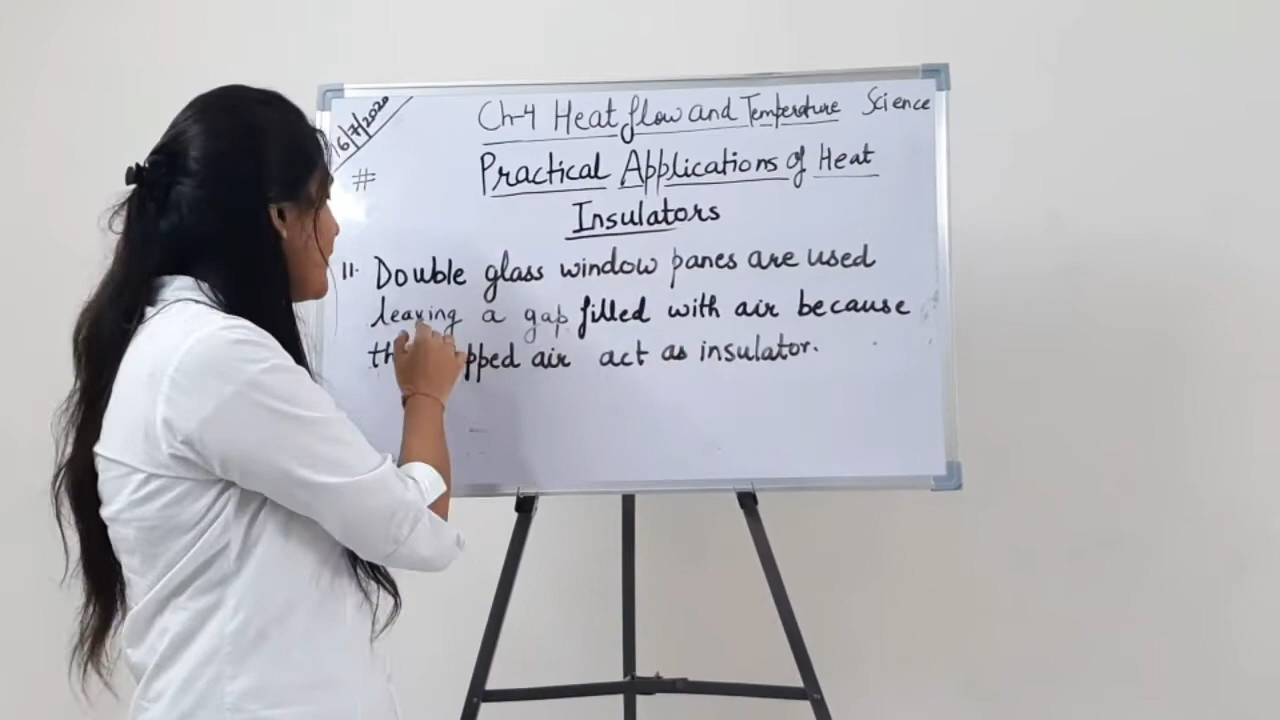 16/7/2020
Ch-4 Heat flow and Temperature Science
# Practical Applications of Heat
Insulators
11. Double glass window panes are used
leaving a gap filled with air because
air act as insulator.